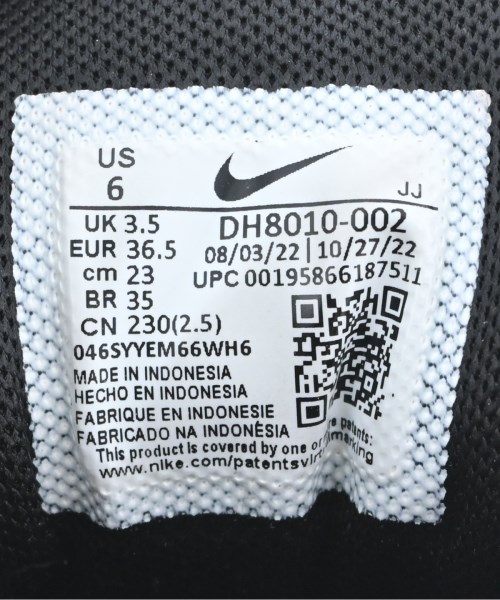 US
6
JJ
UK 3.5
EUR 36.5
cm 23
BR 35
CN 230(2.5)
DH8010-002
08/03/22 | 10/27/22
UPC 00195866187511
046SYYEM66WH6
MADE IN INDONESIA
HECHO EN INDONESIA
FABRIQUE EN INDONESIE
FABRICADO NA INDONÉSIA
This product is covered by one or patents:
www.nike.com/patentsvirt marking